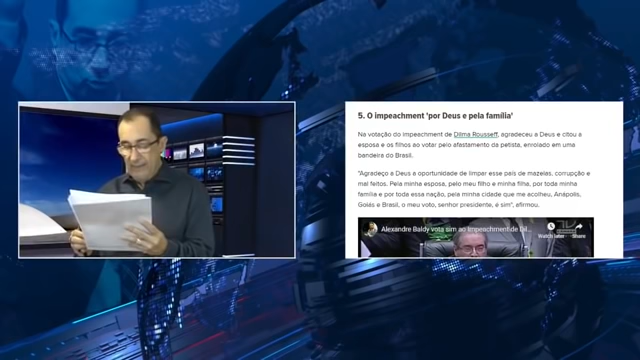 5. O impeachment 'por Deus e pela família'
Na votação do impeachment de Dilma Rousseff, agradeceu a Deus e citou a
esposa e os filhos ao votar pelo afastamento da petista, enrolado em uma
bandeira do Brasil.
"Agradeço a Deus a oportunidade de limpar esse país de mazelas, corrupção e
mal feitos. Pela minha esposa, pelo meu filho e minha filha, por toda minha
família e por toda essa nação, pela minha cidade que me acolheu, Anápolis,
Goiás e Brasil, o meu voto, senhor presidente, é sim", afirmou.
Alexandre Baldy vota sim ao Impeachment de Dil...
Watch later
Share